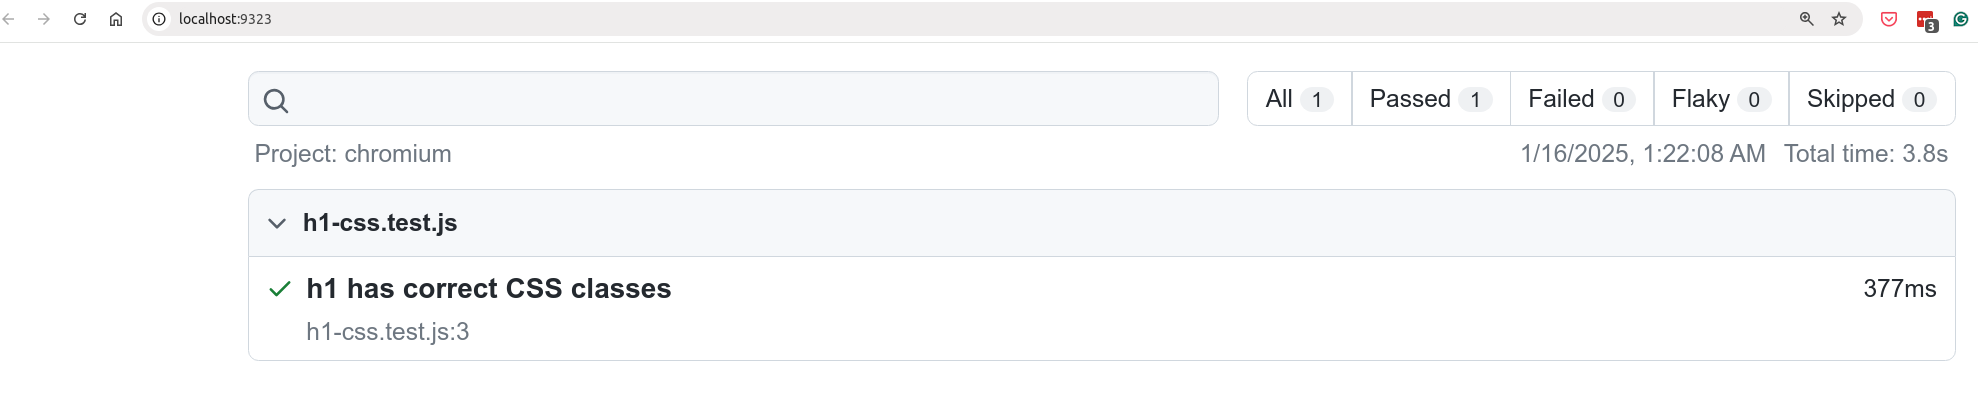 localhost:9323
3
All 1 Passed 1 Failed 0 Flaky 0 Skipped 0
Project: chromium 1/16/2025, 1:22:08 AM Total time: 3.8s
h1-css.test.js
h1 has correct CSS classes 377ms
h1-css.test.js:3